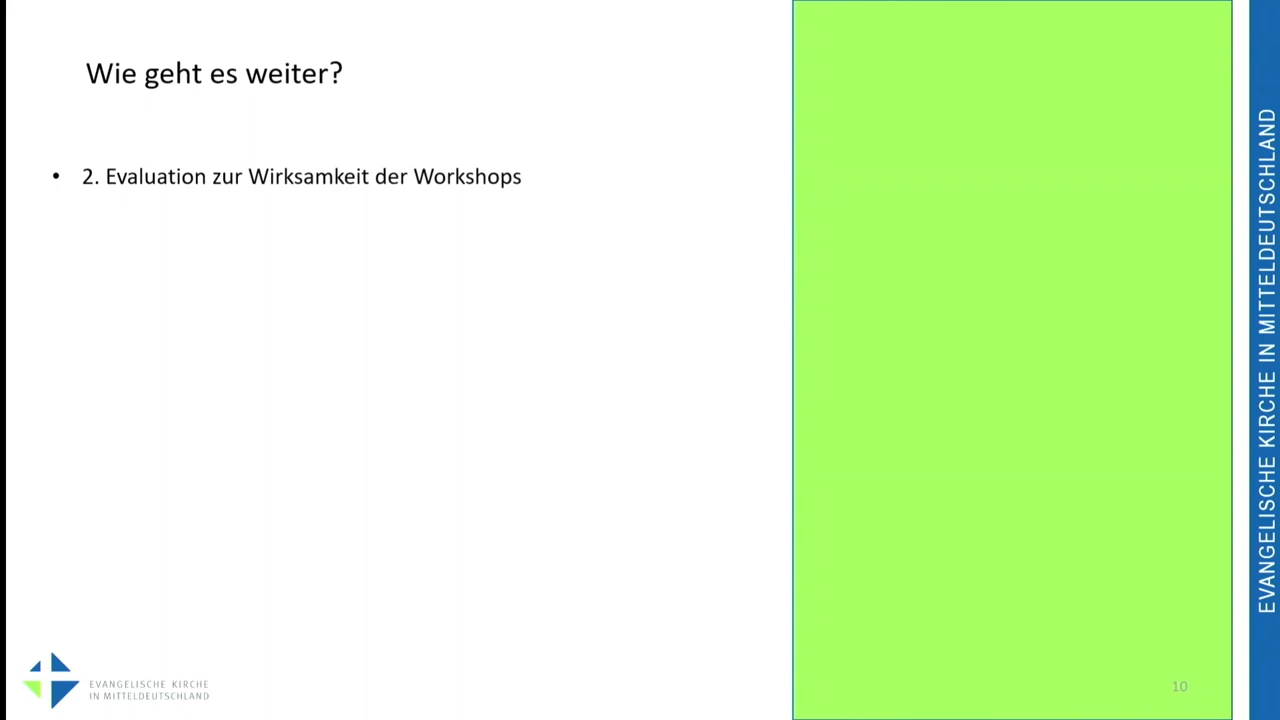 Wie geht es weiter?
• 2. Evaluation zur Wirksamkeit der Workshops
EVANGELISCHE KIRCHE
IN MITTELDEUTSCHLAND
10
EVANGELISCHE KIRCHE IN MITTELDEUTSCHLAND